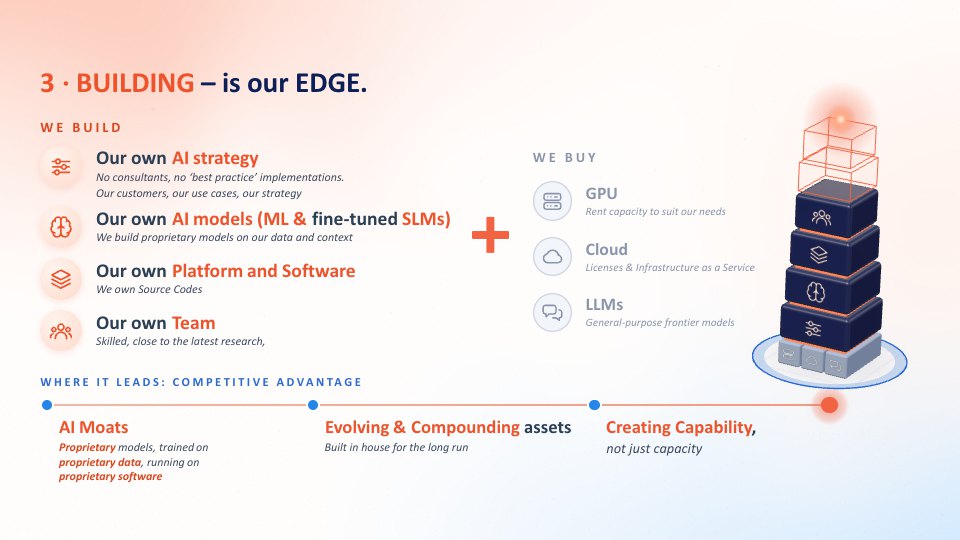 3 · BUILDING – is our EDGE.
WE BUILD
Our own AI strategy
No consultants, no ‘best practice’ implementations.
Our customers, our use cases, our strategy
Our own AI models (ML & fine-tuned SLMs)
We build proprietary models on our data and context
Our own Platform and Software
We own Source Codes
Our own Team
Skilled, close to the latest research,
+
WE BUY
GPU
Rent capacity to suit our needs
Cloud
Licenses & Infrastructure as a Service
LLMs
General-purpose frontier models
WHERE IT LEADS: COMPETITIVE ADVANTAGE
AI Moats
Proprietary models, trained on
proprietary data, running on
proprietary software
Evolving & Compounding assets
Built in house for the long run
Creating Capability,
not just capacity